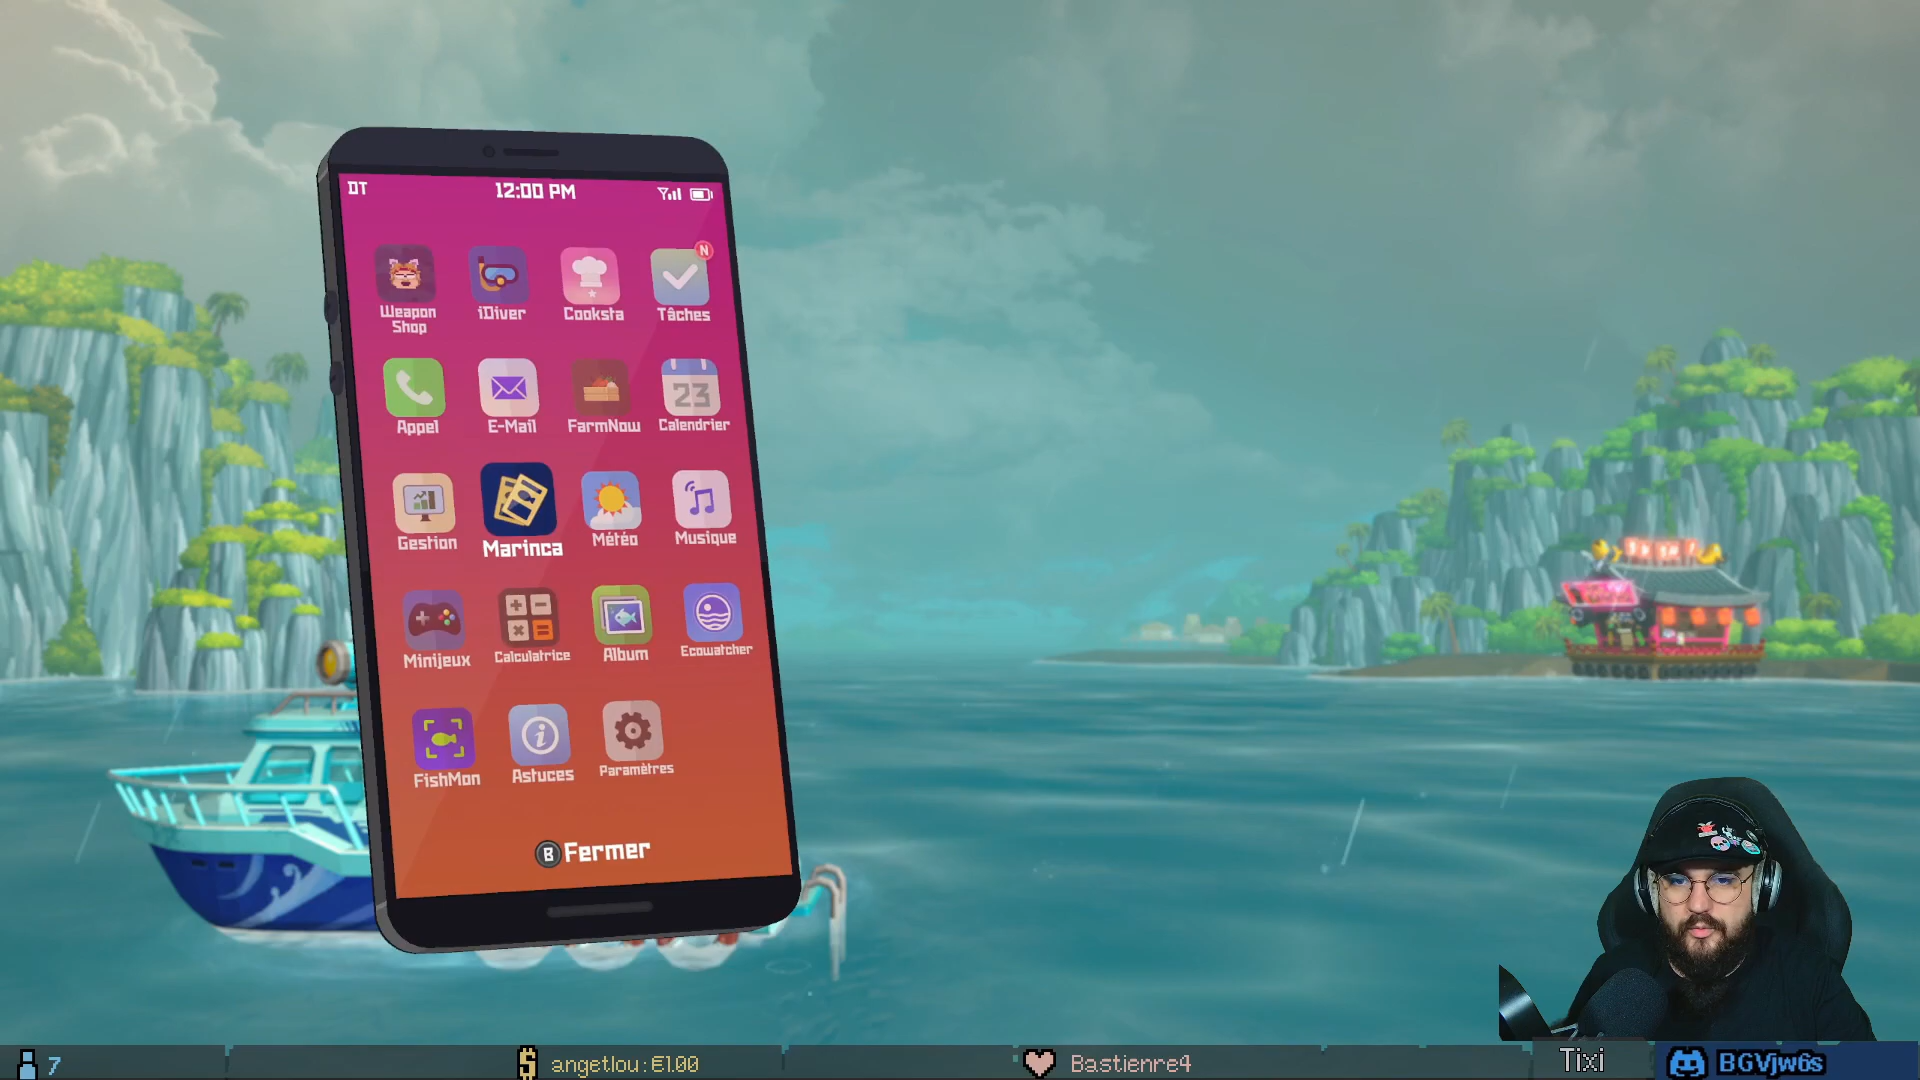 DT
12:00 PM
N
Weapon Shop
iDiver
Cooksta
Tâches
Appel
E-Mail
FarmNow
23
Calendrier
Gestion
Marinca
Météo
Musique
Minijeux
Calculatrice
Album
Ecowatcher
FishMon
Astuces
Paramètres
B Fermer
7
angetlou : €1.00
Bastienre4
Tixi
BGVjw6s